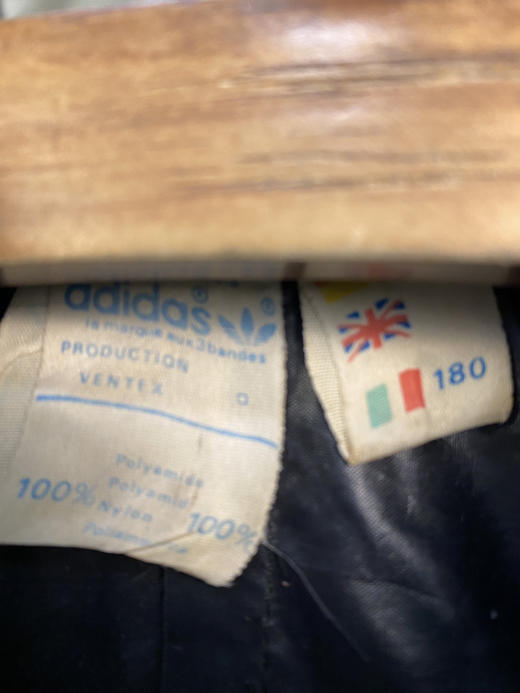 adidas®
®
la marque aux 3 bandes
PRODUCTION
VENTEX D
Polyamide
100% Polyamid
Nylon 100%
180